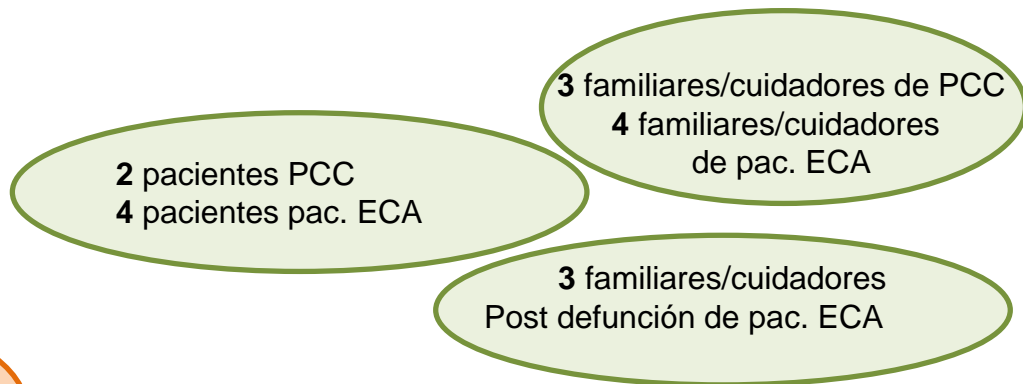 3 familiares/cuidadores de PCC
4 familiares/cuidadores
de pac. ECA
2 pacientes PCC
4 pacientes pac. ECA
3 familiares/cuidadores
Post defunción de pac. ECA